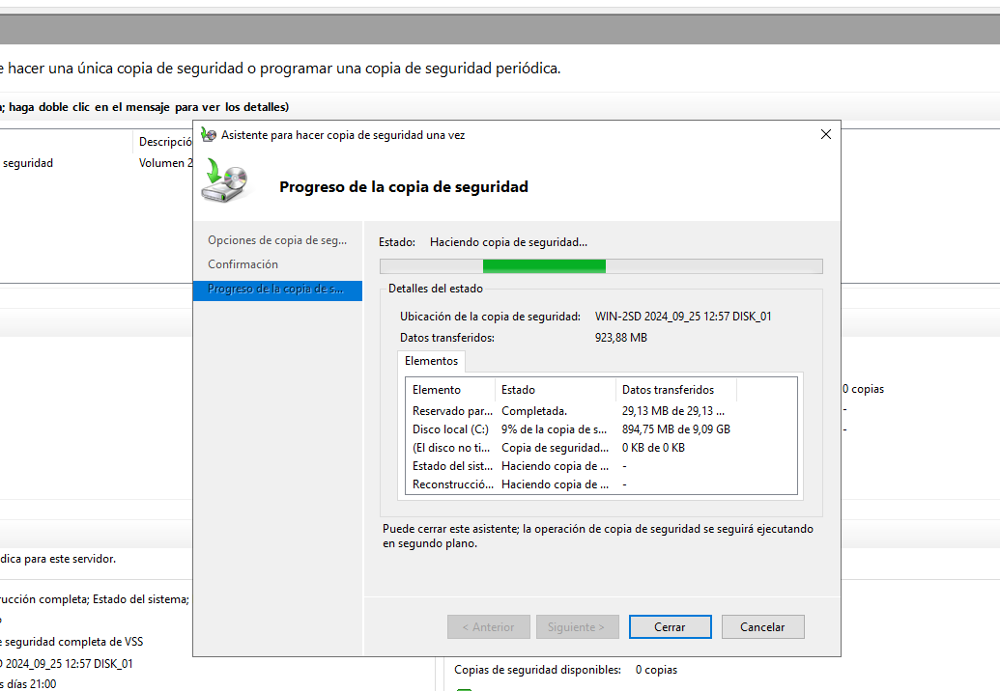 hacer una única copia de seguridad o programar una copia de seguridad periódica.
haga doble clic en el mensaje para ver los detalles)
Asistente para hacer copia de seguridad una vez
Descripció
seguridad
Volumen 2
Progreso de la copia de seguridad
Opciones de copia de seg...
Confirmación
Progreso de la copia de s...
Estado: Haciendo copia de seguridad...
Detalles del estado
Ubicación de la copia de seguridad: WIN-2SD 2024_09_25 12:57 DISK_01
Datos transferidos: 923,88 MB
Elementos
Elemento Estado Datos transferidos
Reservado par... Completada. 29,13 MB de 29,13 ...
Disco local (C:) 9% de la copia de s... 894,75 MB de 9,09 GB
(El disco no ti... Copia de seguridad... 0 KB de 0 KB
Estado del sist... Haciendo copia de ... -
Reconstrucció... Haciendo copia de ... -
Puede cerrar este asistente; la operación de copia de seguridad se seguirá ejecutando
en segundo plano.
< Anterior Siguiente > Cerrar Cancelar
0 copias
-
-
dica para este servidor.
rucción completa; Estado del sistema;
e seguridad completa de VSS
D 2024_09_25 12:57 DISK_01
s días 21:00
Copias de seguridad disponibles: 0 copias